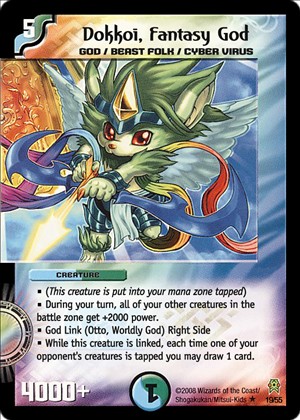 5
Dokkoi, Fantasy God
GOD / BEAST FOLK / CYBER VIRUS
CREATURE
▪ (This creature is put into your mana zone tapped)
▪ During your turn, all of your other creatures in the
battle zone get +2000 power.
▪ God Link (Otto, Worldly God) Right Side
▪ While this creature is linked, each time one of your
opponent's creatures is tapped you may draw 1 card.
4000+
1
©2008 Wizards of the Coast/
Shogakukan/Mitsui-Kids ★ 19/55